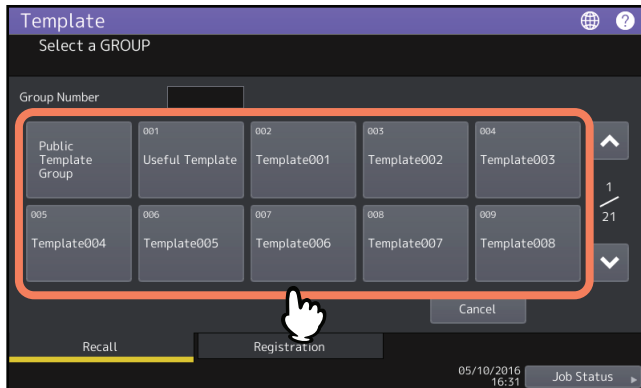 Template
?
Select a GROUP
Group Number
Public
Template
Group
001
Useful Template
002
Template001
003
Template002
004
Template003
1
21
005
Template004
006
Template005
007
Template006
008
Template007
009
Template008
Cancel
Recall
Registration
05/10/2016
16:31
Job Status